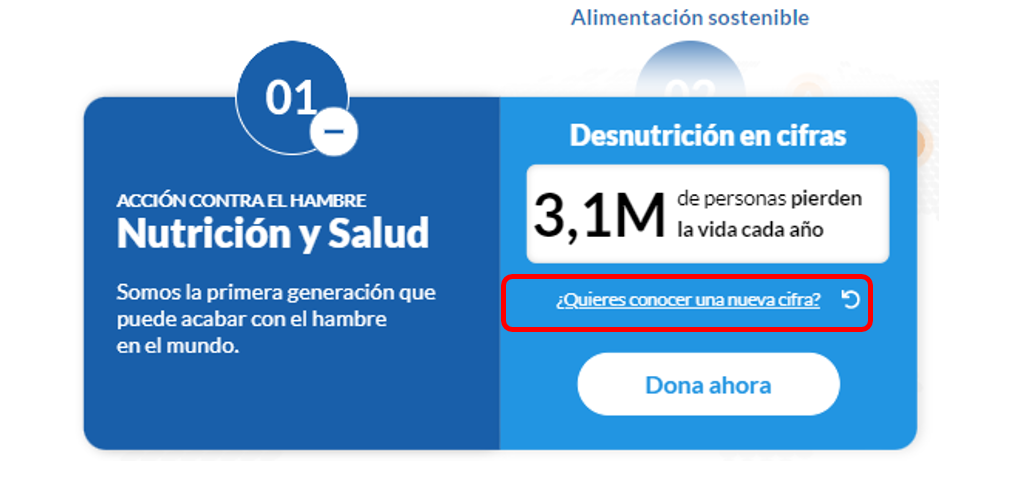 Alimentación sostenible
01
02
ACCIÓN CONTRA EL HAMBRE
Nutrición y Salud
Somos la primera generación que
puede acabar con el hambre
en el mundo.
Desnutrición en cifras
3,1M de personas pierden
la vida cada año
¿Quieres conocer una nueva cifra?
Dona ahora